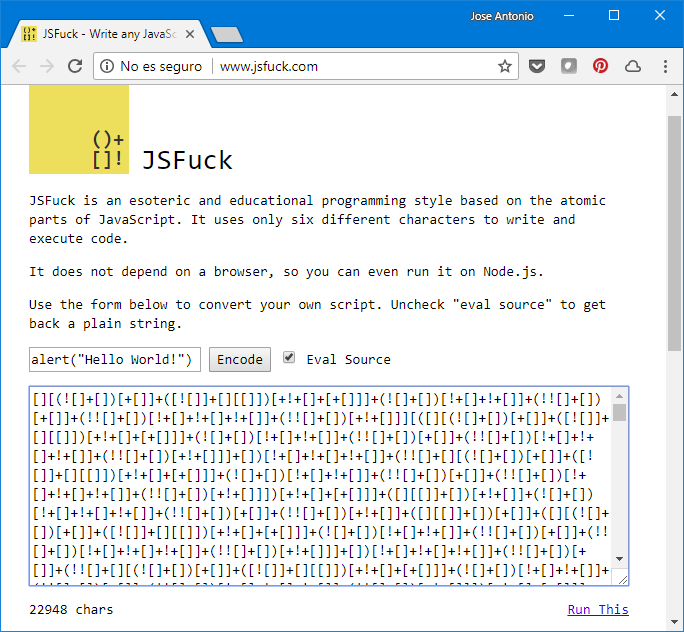 Jose Antonio
JSFuck - Write any JavaSc
No es seguro
www.jsfuck.com
()+
[]!
JSFuck
JSFuck is an esoteric and educational programming style based on the atomic
parts of JavaScript. It uses only six different characters to write and
execute code.
It does not depend on a browser, so you can even run it on Node.js.
Use the form below to convert your own script. Uncheck "eval source" to get
back a plain string.
alert("Hello World!") Encode Eval Source
[][(![]+[])[+[]]+([![]]+[][[]])[+!+[]+[+[]]]+(![]+[])[!+[]+!+[]]+(!![]+[])
[+[]]+(!![]+[])[!+[]+!+[]+!+[]]+(!![]+[])[+!+[]]][([][(![]+[])[+[]]+([![]]+
[][[]])[+!+[]+[+[]]]+(![]+[])[!+[]+!+[]]+(!![]+[])[+[]]+(!![]+[])[!+[]+!+
[]+!+[]]+(!![]+[])[+!+[]]]+[])[!+[]+!+[]+!+[]]+(!![]+[][(![]+[])[+[]]+([!
[]]+[][[]])[+!+[]+[+[]]]+(![]+[])[!+[]+!+[]]+(!![]+[])[+[]]+(!![]+[])[!+
[]+!+[]+!+[]]+(!![]+[])[+!+[]]])[+!+[]+[+[]]]+([][[]]+[])[+!+[]]+(![]+[])
[!+[]+!+[]+!+[]]+(!![]+[])[+[]]+(!![]+[])[+!+[]]+([][[]]+[])[+[]]+([][(![]+
[])[+[]]+([![]]+[][[]])[+!+[]+[+[]]]+(![]+[])[!+[]+!+[]]+(!![]+[])[+[]]+(!!
[]+[])[!+[]+!+[]+!+[]]+(!![]+[])[+!+[]]]+[])[!+[]+!+[]+!+[]]+(!![]+[])[+
[]]+(!![]+[][(![]+[])[+[]]+([![]]+[][[]])[+!+[]+[+[]]]+(![]+[])[!+[]+!+[]]+
22948 chars
Run This